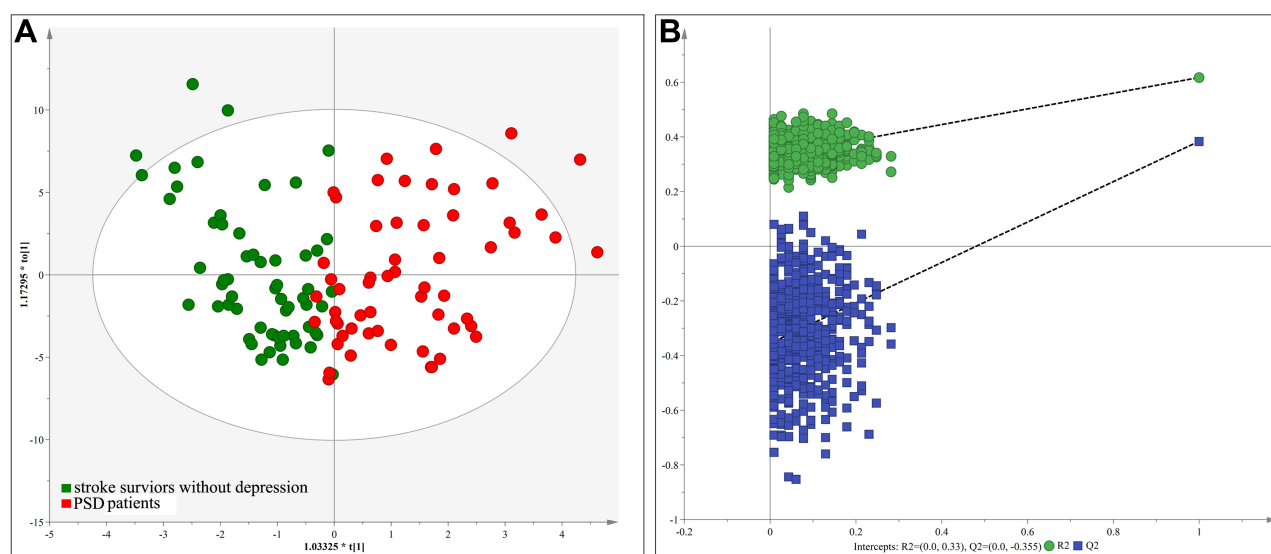 A
1.17295 * to[1]
10
5
0
-5
-10
-15
stroke surviors without depression
PSD patients
-5 -4 -3 -2 -1 0 1 2 3 4 5
1.03325 * t[1]
B
0.6
0.4
0.2
0
-0.2
-0.4
-0.6
-0.8
-1
-0.2 0 0.2 0.4 0.6 0.8 1
Intercepts: R2=(0.0, 0.33), Q2=(0.0, -0.355) R2 Q2